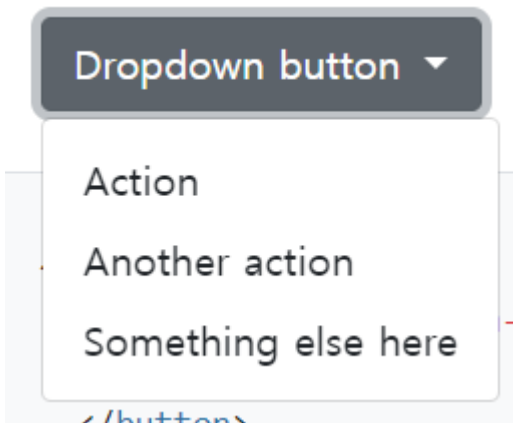 Dropdown button
Action
Another action
Something else here
</button>